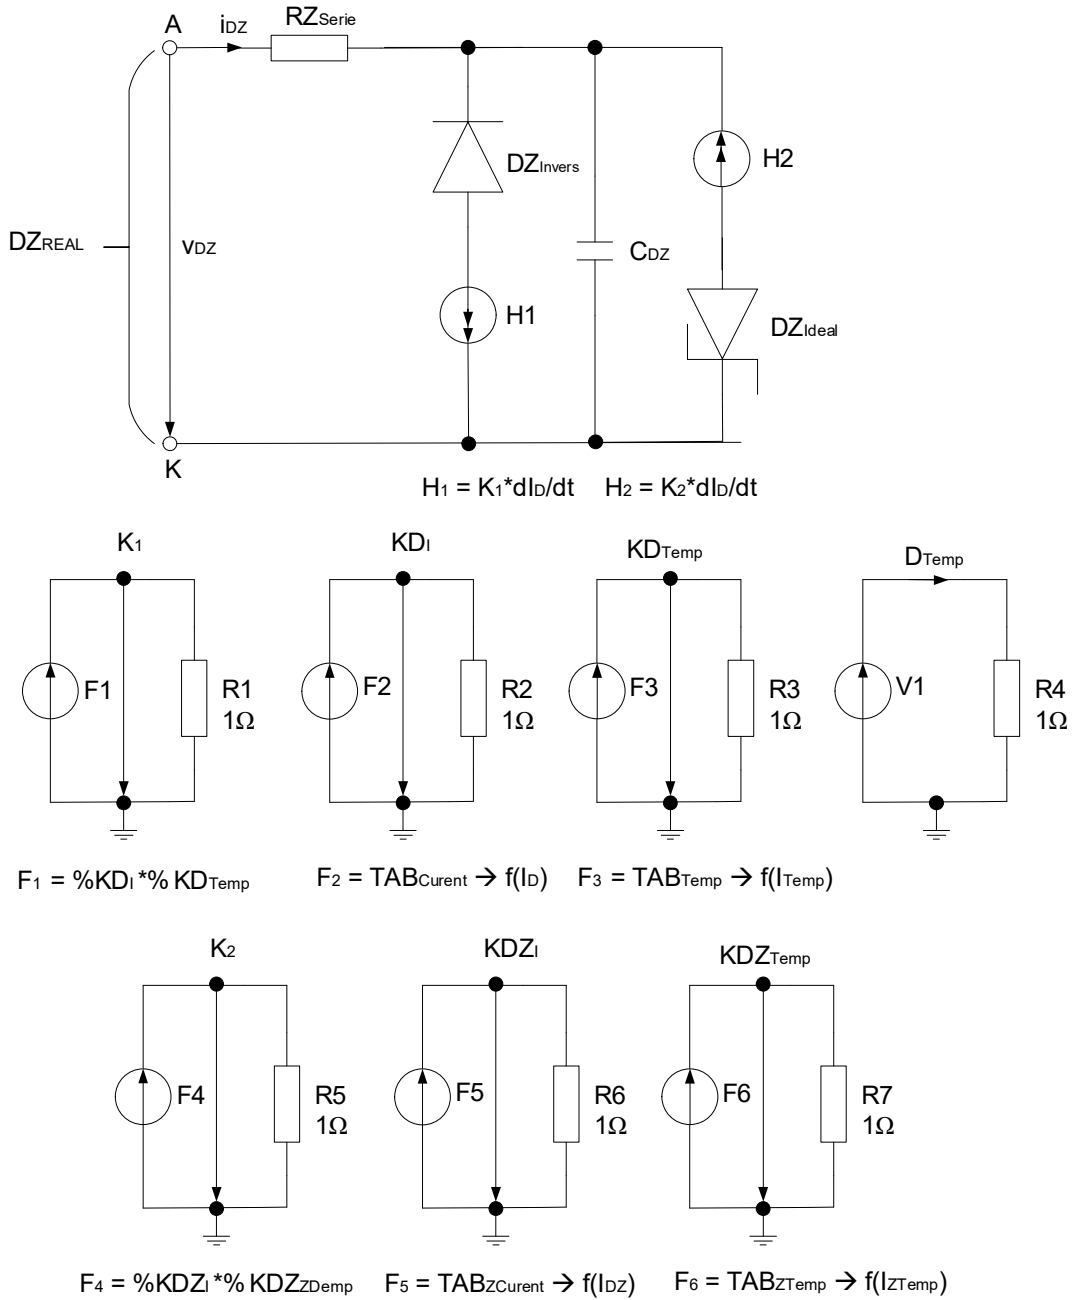 A
iDZ
RZSerie
DZREAL
vDZ
DZInvers
H1
CDZ
H2
DZIdeal
K
H1 = K1*dID/dt
H2 = K2*dID/dt
K1
F1
R1
1Ω
KDI
F2
R2
1Ω
KDTemp
F3
R3
1Ω
DTemp
V1
R4
1Ω
F1 = %KDI *% KDTemp
F2 = TABCurent → f(ID)
F3 = TABTemp → f(ITemp)
K2
F4
R5
1Ω
KDZI
F5
R6
1Ω
KDZTemp
F6
R7
1Ω
F4 = %KDZI *% KDZZDemp
F5 = TABZCurent → f(IDZ)
F6 = TABZTemp → f(IZTemp)